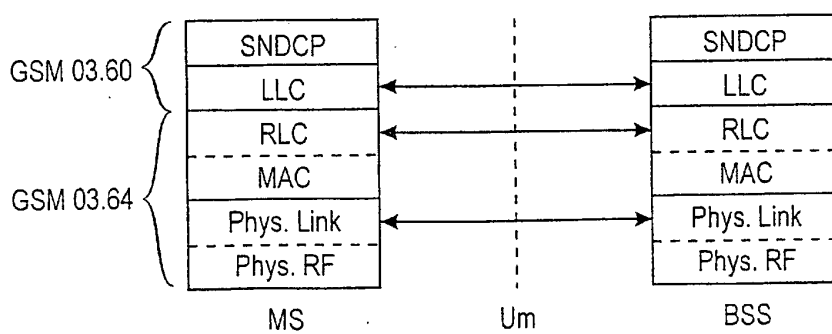 SNDCP
SNDCP
GSM 03.60
LLC
LLC
RLC
RLC
MAC
MAC
GSM 03.64
Phys. Link
Phys. Link
Phys. RF
Phys. RF
MS
Um
BSS